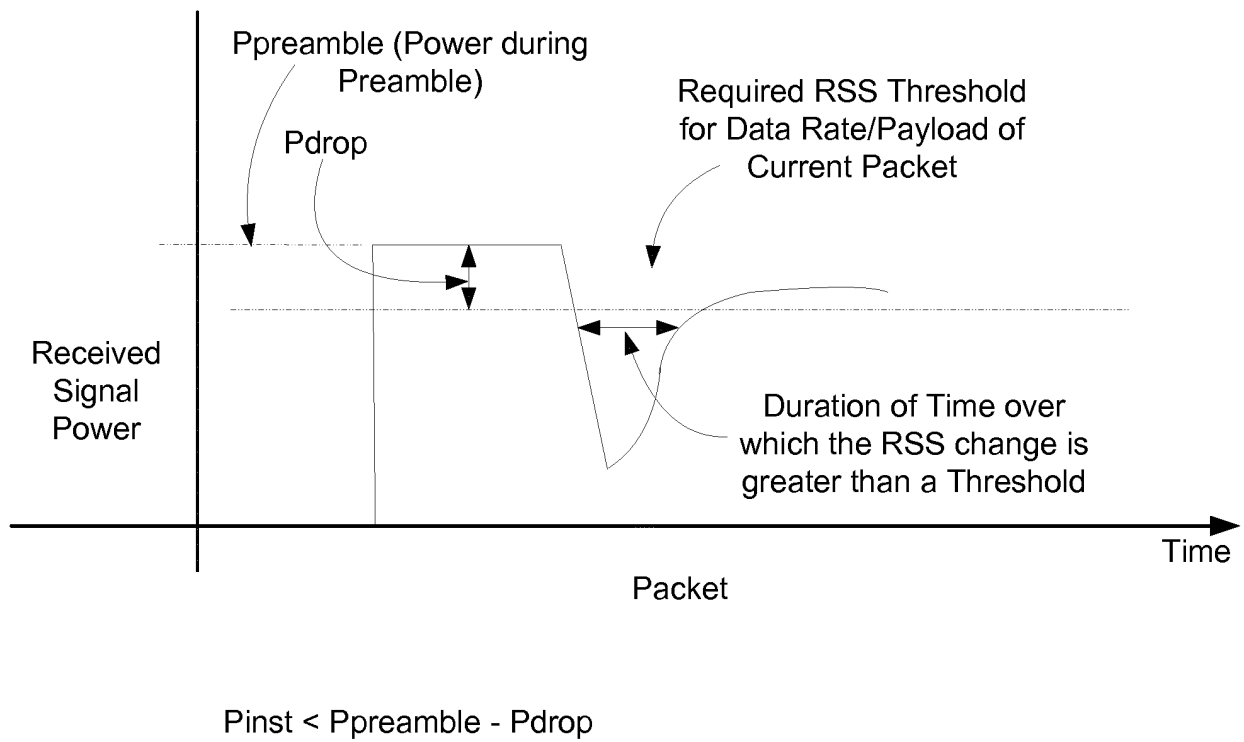 Ppreamble (Power during
Preamble)
Pdrop
Required RSS Threshold
for Data Rate/Payload of
Current Packet
Received
Signal
Power
Duration of Time over
which the RSS change is
greater than a Threshold
Time
Packet
Pinst < Ppreamble - Pdrop